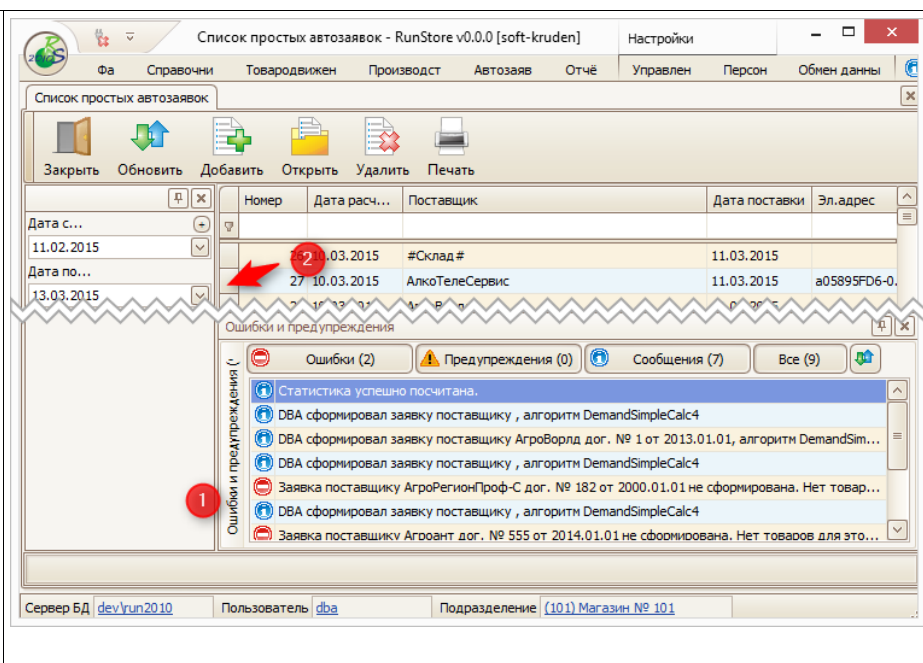 Список простых автозаявок - RunStore v0.0.0 [soft-kruden] Настройки
Фа Справочни Товародвижен Производст Автозаяв Отчё Управлен Персон Обмен данны
Список простых автозаявок
Закрыть Обновить Добавить Открыть Удалить Печать
Номер Дата расч... Поставщик Дата поставки Эл.адрес
Дата с...
11.02.2015
26 10.03.2015 #Склад# 11.03.2015
2
Дата по...
27 10.03.2015 АлкоТелеСервис 11.03.2015 a05895FD6-0.
13.03.2015
Ошибки и предупреждения
Ошибки (2) Предупреждения (0) Сообщения (7) Все (9)
Ошибки и предупреждения (.
Статистика успешно посчитана.
DBA сформировал заявку поставщику , алгоритм DemandSimpleCalc4
DBA сформировал заявку поставщику АгроВорлд дог. № 1 от 2013.01.01, алгоритм DemandSim...
DBA сформировал заявку поставщику , алгоритм DemandSimpleCalc4
Заявка поставщику АгроРегионПроф-С дог. № 182 от 2000.01.01 не сформирована. Нет товар...
1
DBA сформировал заявку поставщику , алгоритм DemandSimpleCalc4
Заявка поставщику Агроант дог. № 555 от 2014.01.01 не сформирована. Нет товаров для это...
Сервер БД dev\run2010 Пользователь dba Подразделение (101) Магазин № 101